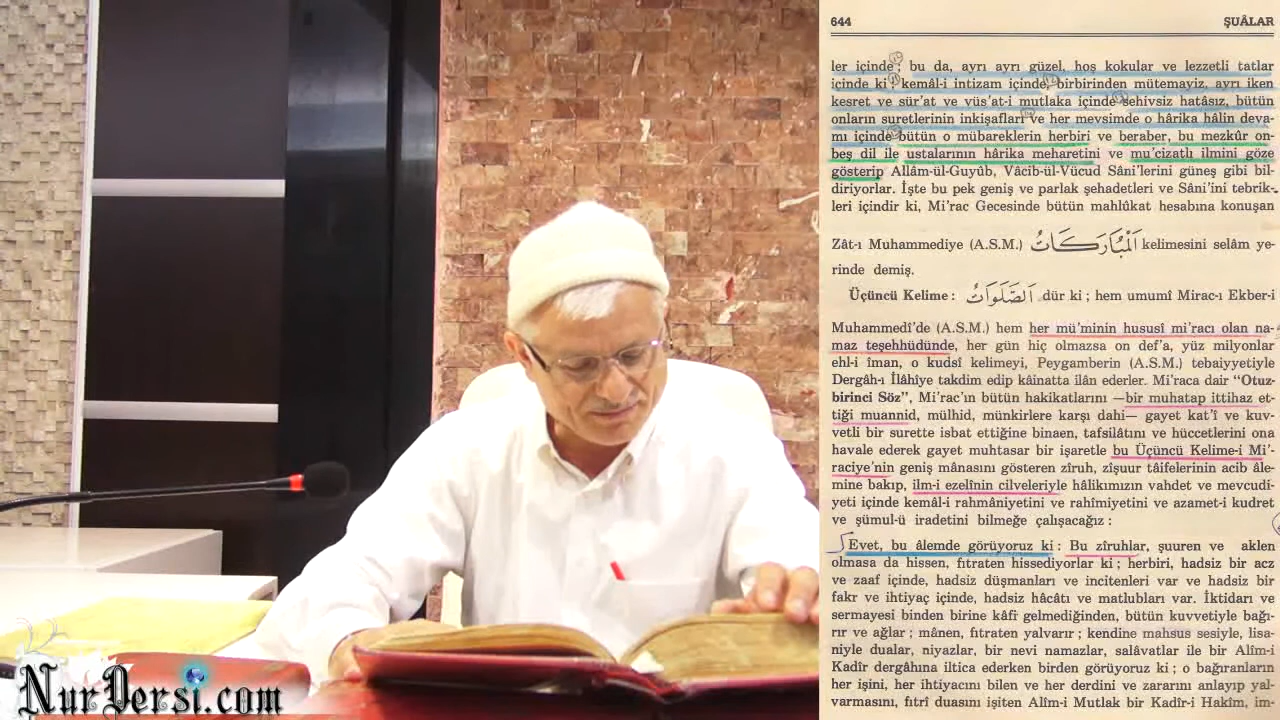 644 ŞUÂLAR
ler içinde ; bu da, ayrı ayrı güzel, hoş kokular ve lezzetli tatlar
içinde ki ; kemâl-i intizam içinde, birbirinden mütemayiz, ayrı iken
kesret ve sür'at ve vüs'at-i mutlaka içinde sehivsiz hatâsız, bütün
onların suretlerinin inkişafları ve her mevsimde o hârika hâlin deva-
mı içinde bütün o mübareklerin herbiri ve beraber, bu mezkûr on-
beş dil ile ustalarının hârika meharetini ve mu'cizatlı ilmini göze
gösterip Allâm-ül-Guyûb, Vâcib-ül-Vücud Sâni'lerini güneş gibi bil-
diriyorlar. İşte bu pek geniş ve parlak şehadetleri ve Sâni'ini tebrik-
leri içindir ki, Mi'rac Gecesinde bütün mahlûkat hesabına konuşan
Zât-ı Muhammediye (A.S.M.) اَلْمُبَارَكَاتُ kelimesini selâm ye-
rinde demiş.
Üçüncü Kelime : اَلصَّلَوَاتُ dür ki ; hem umumî Mirac-ı Ekber-i
Muhammedî'de (A.S.M.) hem her mü'minin hususî mi'racı olan na-
maz teşehhüdünde, her gün hiç olmazsa on def'a, yüz milyonlar
ehl-i îman, o kudsî kelimeyi, Peygamberin (A.S.M.) tebaiyyetiyle
Dergâh-ı İlâhîye takdim edip kâinatta ilân ederler. Mi'raca dair “Otuz-
birinci Söz”, Mi'rac'ın bütün hakikatlarını —bir muhatap ittihaz et-
tiği muannid, mülhid, münkirlere karşı dahi— gayet kat'î ve kuv-
vetli bir surette isbat ettiğine binaen, tafsilâtını ve hüccetlerini ona
havale ederek gayet muhtasar bir işaretle bu Üçüncü Kelime-i Mi'-
raciye'nin geniş mânasını gösteren zîruh, zîşuur tâifelerinin acib âle-
mine bakıp, ilm-i ezelînin cilveleriyle hâlikımızın vahdet ve mevcudi-
yeti içinde kemâl-i rahmâniyetini ve rahîmiyetini ve azamet-i kudret
ve şümul-ü iradetini bilmeğe çalışacağız :
Evet, bu âlemde görüyoruz ki : Bu zîruhlar, şuuren ve aklen
olmasa da hissen, fıtraten hissediyorlar ki ; herbiri, hadsiz bir acz
ve zaaf içinde, hadsiz düşmanları ve incitenleri var ve hadsiz bir
fakr ve ihtiyaç içinde, hadsiz hâcâtı ve matlubları var. İktidarı ve
sermayesi binden birine kâfi gelmediğinden, bütün kuvvetiyle bağı-
rır ve ağlar ; mânen, fıtraten yalvarır ; kendine mahsus sesiyle, lisa-
niyle dualar, niyazlar, bir nevi namazlar, salâvatlar ile bir Alîm-i
Kadîr dergâhına iltica ederken birden görüyoruz ki ; o bağıranların
her işini, her ihtiyacını bilen ve her derdini ve zararını anlayıp yal-
varmasını, fıtrî duasını işiten Alîm-i Mutlak bir Kadîr-i Hakîm, im-
NurDersi.com